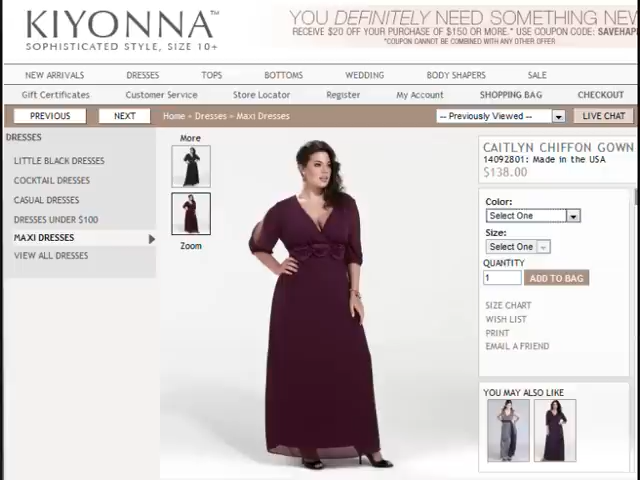 KIYONNA™
SOPHISTICATED STYLE, SIZE 10+
YOU DEFINITELY NEED SOMETHING NEW
RECEIVE $20 OFF YOUR PURCHASE OF $150 OR MORE.* USE COUPON CODE: SAVEHAP
*COUPON CANNOT BE COMBINED WITH ANY OTHER OFFER
NEW ARRIVALS DRESSES TOPS BOTTOMS WEDDING BODY SHAPERS SALE
Gift Certificates Customer Service Store Locator Register My Account SHOPPING BAG CHECKOUT
PREVIOUS NEXT Home » Dresses » Maxi Dresses -- Previously Viewed -- LIVE CHAT
DRESSES
LITTLE BLACK DRESSES
COCKTAIL DRESSES
CASUAL DRESSES
DRESSES UNDER $100
MAXI DRESSES
VIEW ALL DRESSES
More
Zoom
CAITLYN CHIFFON GOWN
14092801: Made in the USA
$138.00
Color:
Select One
Size:
Select One
QUANTITY
1 ADD TO BAG
SIZE CHART
WISH LIST
PRINT
EMAIL A FRIEND
YOU MAY ALSO LIKE